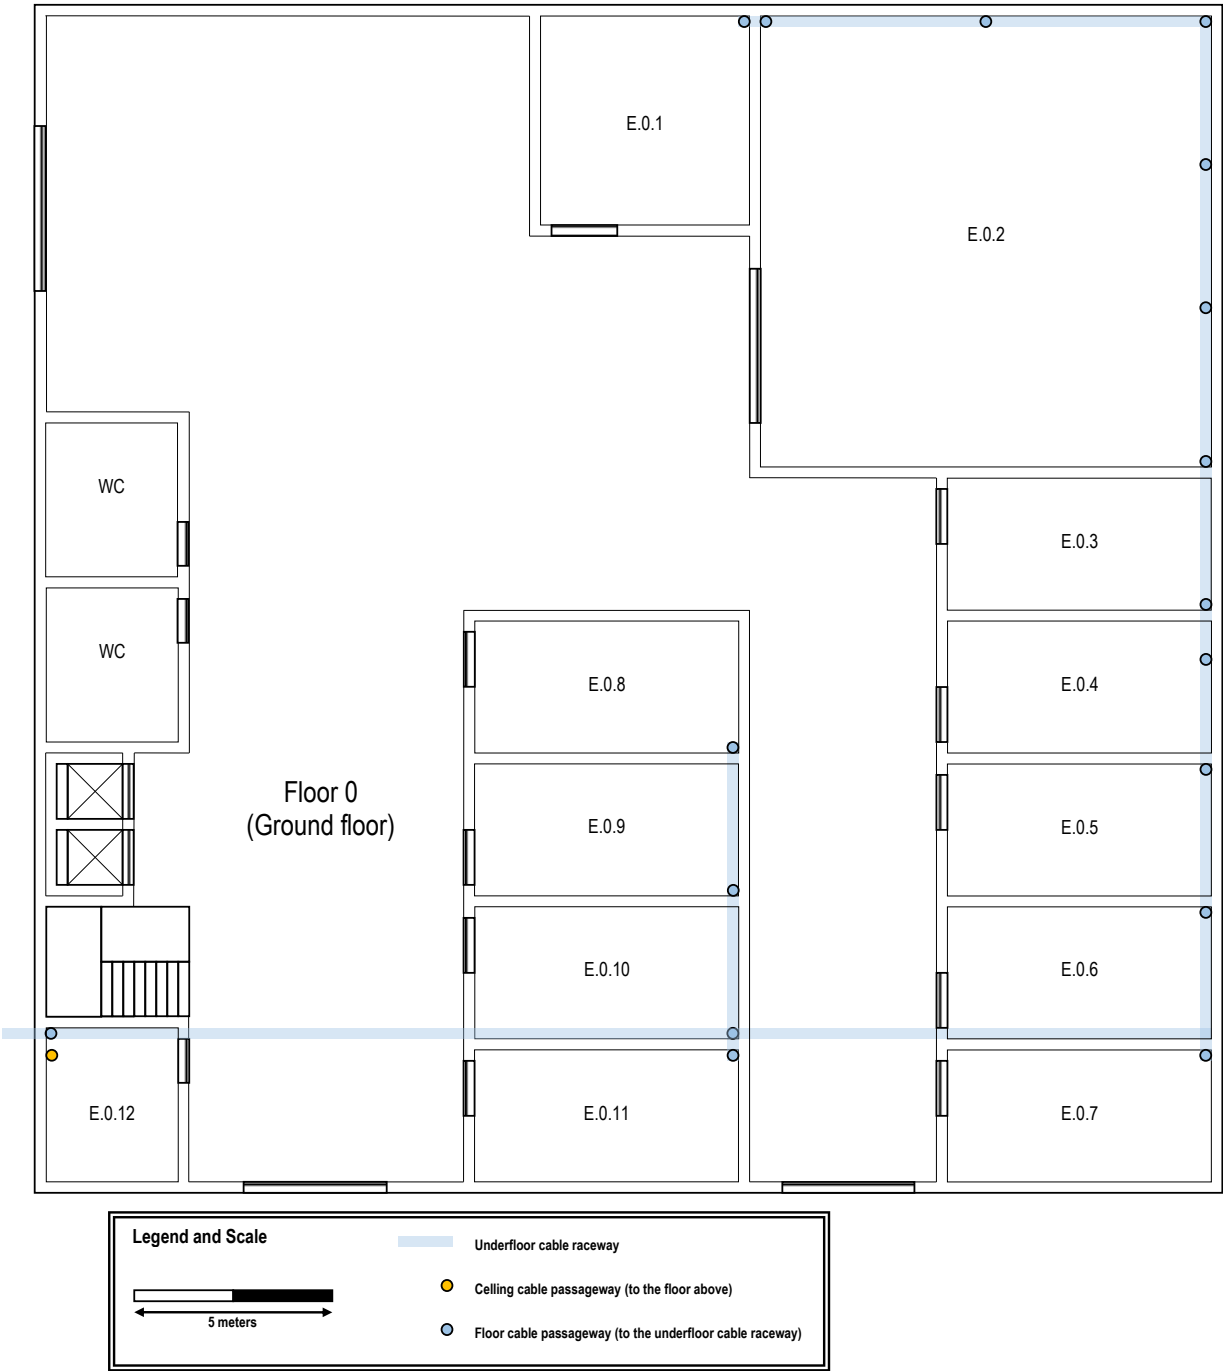 E.0.1
E.0.2
WC
E.0.3
WC
E.0.8
E.0.4
Floor 0
(Ground floor)
E.0.9
E.0.5
E.0.10
E.0.6
E.0.12
E.0.11
E.0.7
Legend and Scale
Underfloor cable raceway
Celling cable passageway (to the floor above)
5 meters
Floor cable passageway (to the underfloor cable raceway)